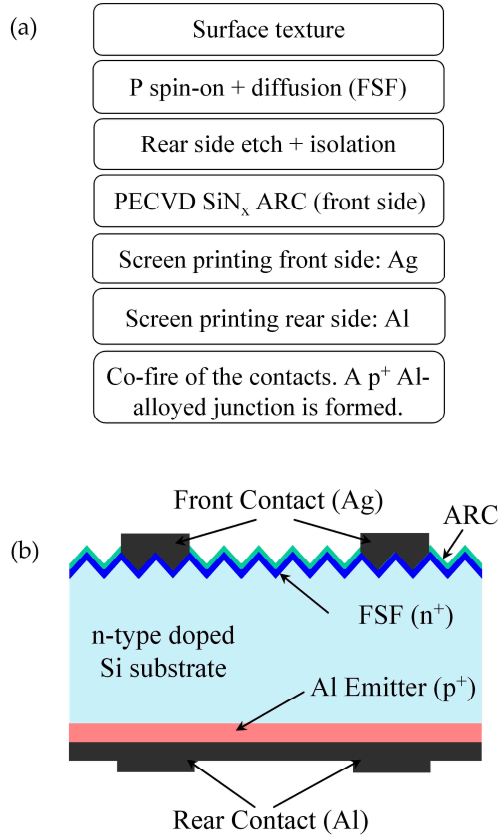 (a)
Surface texture
P spin-on + diffusion (FSF)
Rear side etch + isolation
PECVD SiNx ARC (front side)
Screen printing front side: Ag
Screen printing rear side: Al
Co-fire of the contacts. A p+ Al-
alloyed junction is formed.
Front Contact (Ag)
ARC
(b)
FSF (n+)
n-type doped
Si substrate
Al Emitter (p+)
Rear Contact (Al)